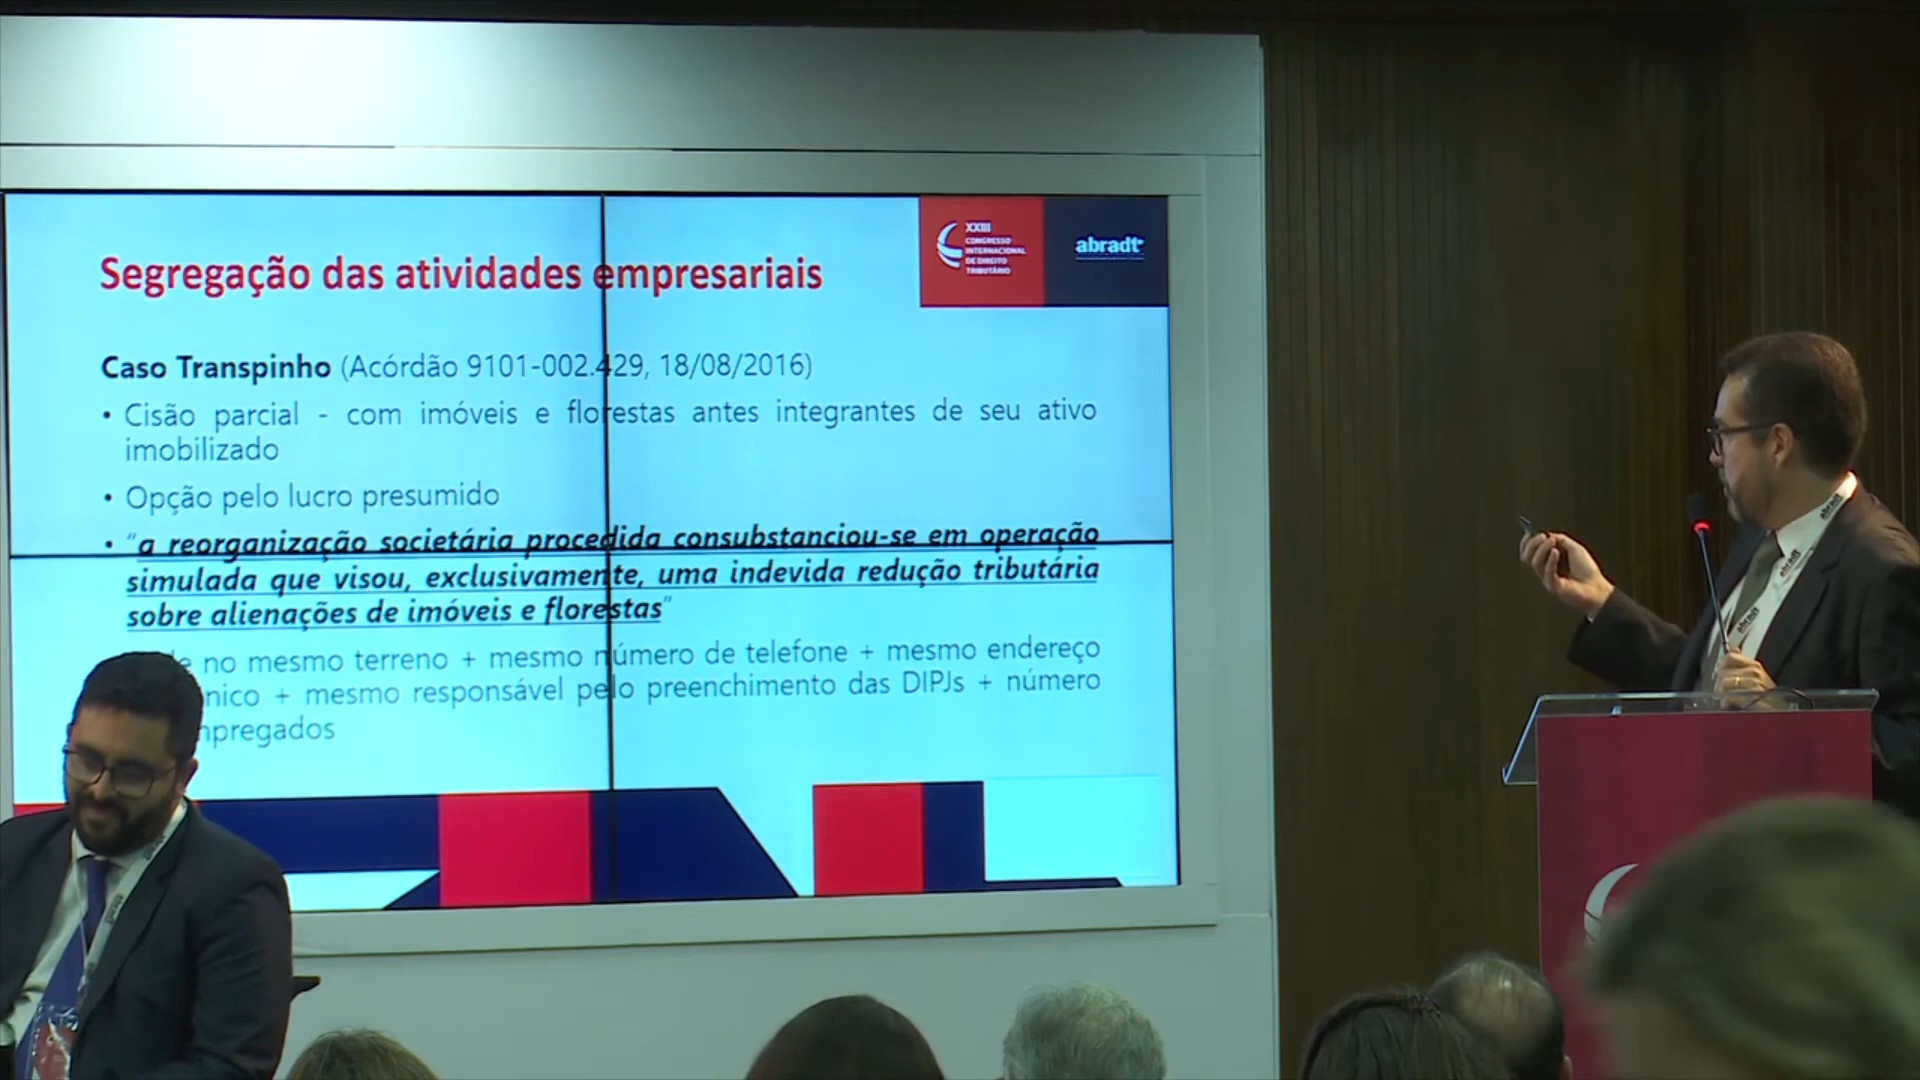 XXIII
CONGRESSO
INTERNACIONAL
DE DIREITO
TRIBUTÁRIO
abradt
Segregação das atividades empresariais
Caso Transpinho (Acórdão 9101-002.429, 18/08/2016)
• Cisão parcial - com imóveis e florestas antes integrantes de seu ativo
imobilizado
• Opção pelo lucro presumido
• “a reorganização societária procedida consubstanciou-se em operação
simulada que visou, exclusivamente, uma indevida redução tributária
sobre alienações de imóveis e florestas”
no mesmo terreno + mesmo número de telefone + mesmo endereço
+ mesmo responsável pelo preenchimento das DIPJs + número
abradt
abradt
abradt